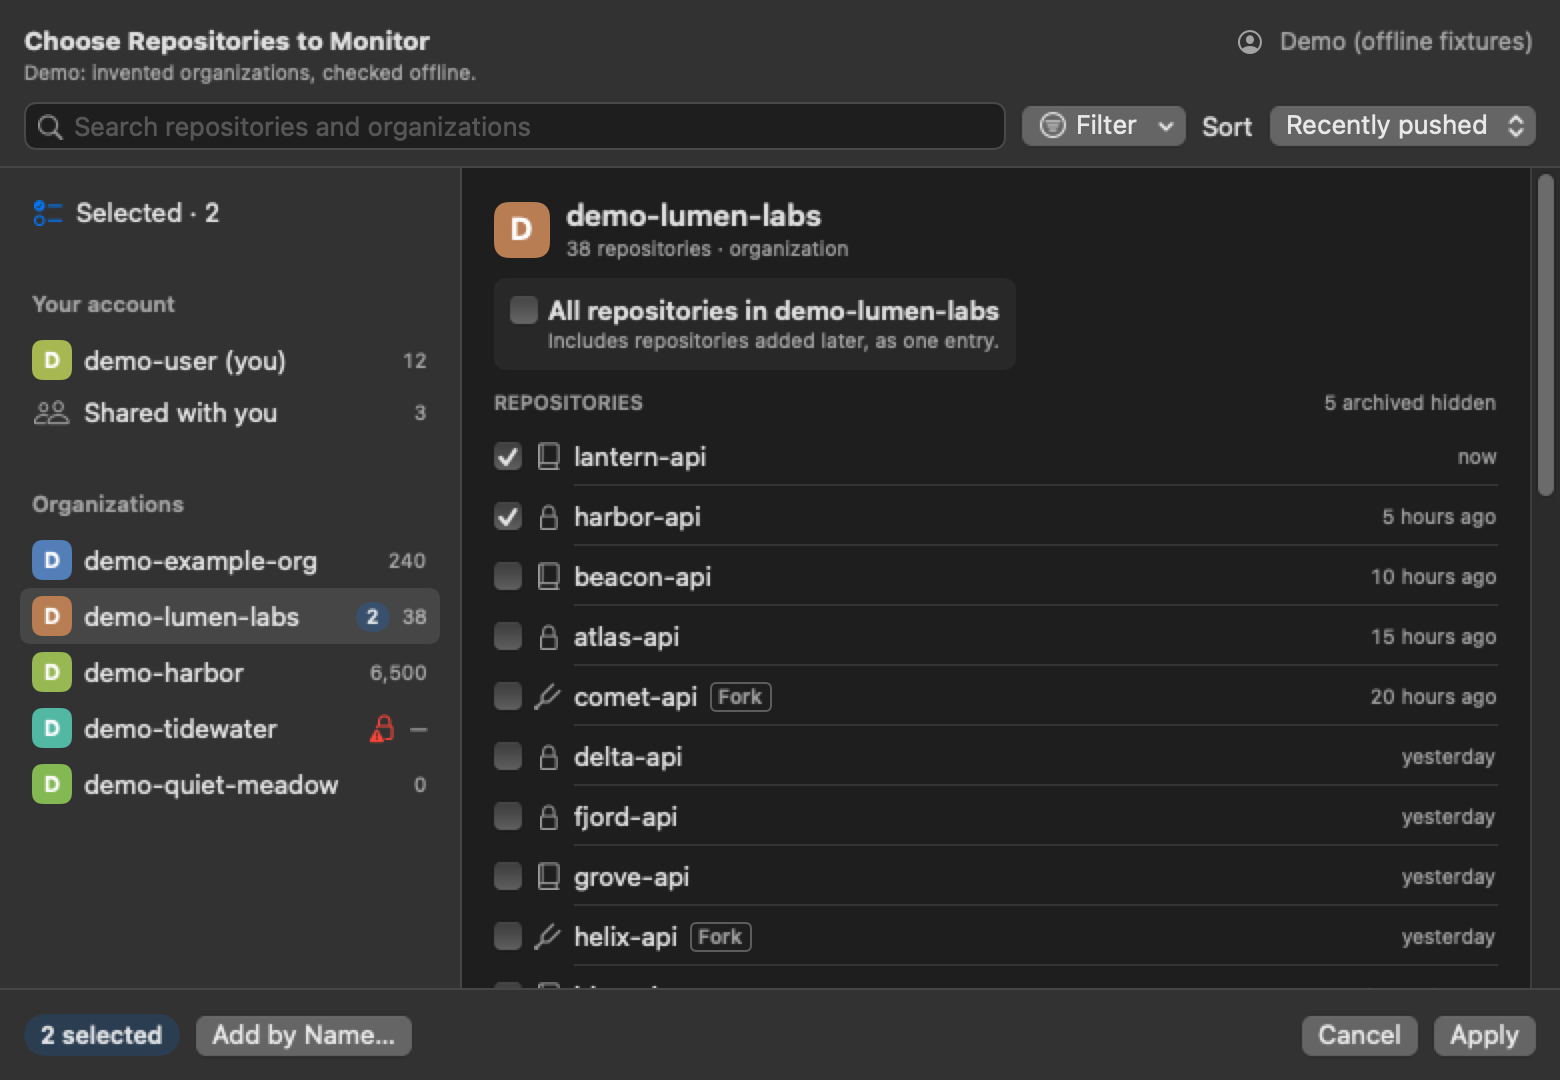 Choose Repositories to Monitor
Demo: invented organizations, checked offline.
Demo (offline fixtures)
Search repositories and organizations
Filter
Sort
Recently pushed
Selected · 2
Your account
D demo-user (you) 12
Shared with you 3
Organizations
D demo-example-org 240
D demo-lumen-labs 2 38
D demo-harbor 6,500
D demo-tidewater —
D demo-quiet-meadow 0
D
demo-lumen-labs
38 repositories · organization
All repositories in demo-lumen-labs
Includes repositories added later, as one entry.
REPOSITORIES 5 archived hidden
lantern-api now
harbor-api 5 hours ago
beacon-api 10 hours ago
atlas-api 15 hours ago
comet-api Fork 20 hours ago
delta-api yesterday
fjord-api yesterday
grove-api yesterday
helix-api Fork yesterday
2 selected
Add by Name...
Cancel
Apply